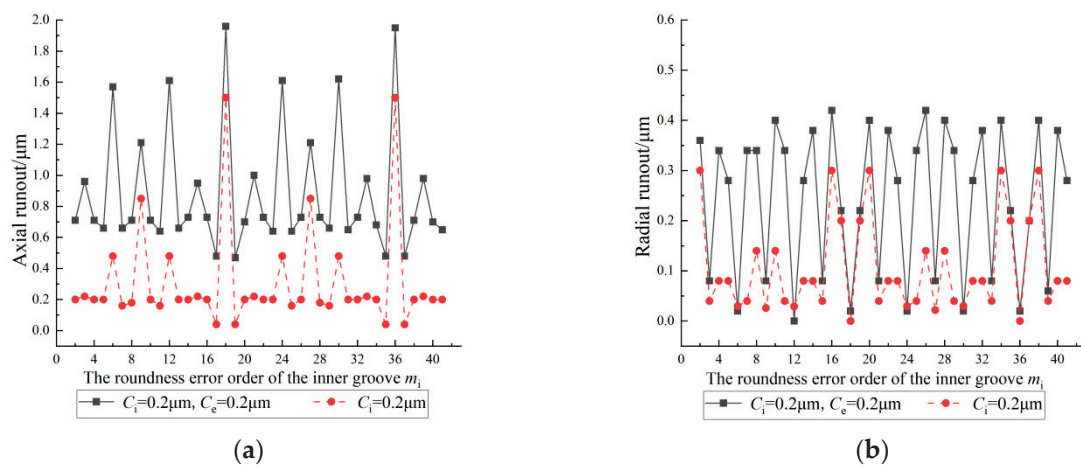 2.0
1.8
1.6
1.4
1.2
1.0
0.8
0.6
0.4
0.2
0.0
Axial runout/μm
0 4 8 12 16 20 24 28 32 36 40
The roundness error order of the inner groove mi
Ci=0.2μm, Ce=0.2μm Ci=0.2μm
(a)
0.6
0.5
0.4
0.3
0.2
0.1
0.0
Radial runout/μm
0 4 8 12 16 20 24 28 32 36 40
The roundness error order of the inner groove mi
Ci=0.2μm, Ce=0.2μm Ci=0.2μm
(b)